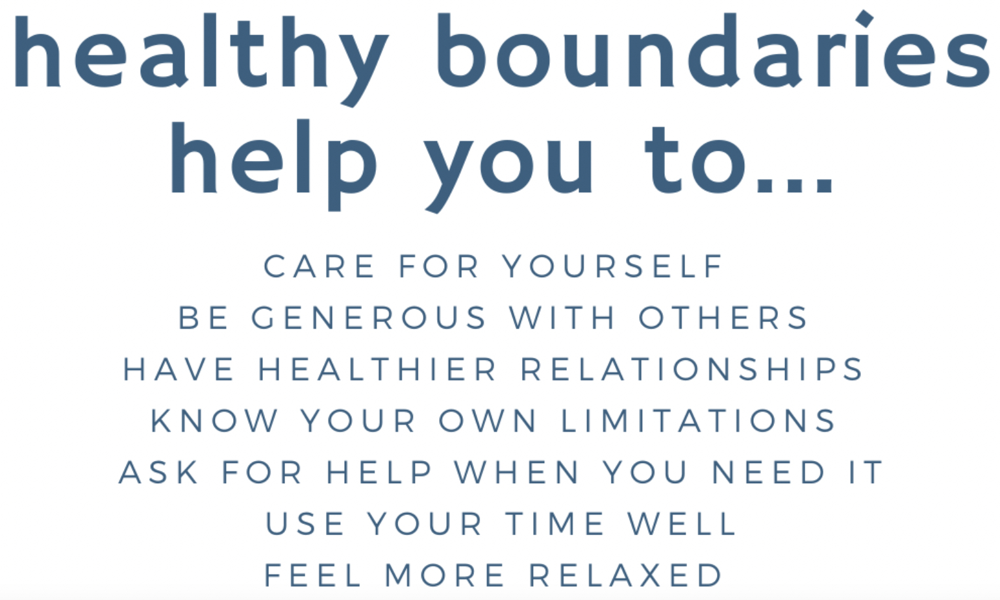 healthy boundaries
help you to...
CARE FOR YOURSELF
BE GENEROUS WITH OTHERS
HAVE HEALTHIER RELATIONSHIPS
KNOW YOUR OWN LIMITATIONS
ASK FOR HELP WHEN YOU NEED IT
USE YOUR TIME WELL
FEEL MORE RELAXED